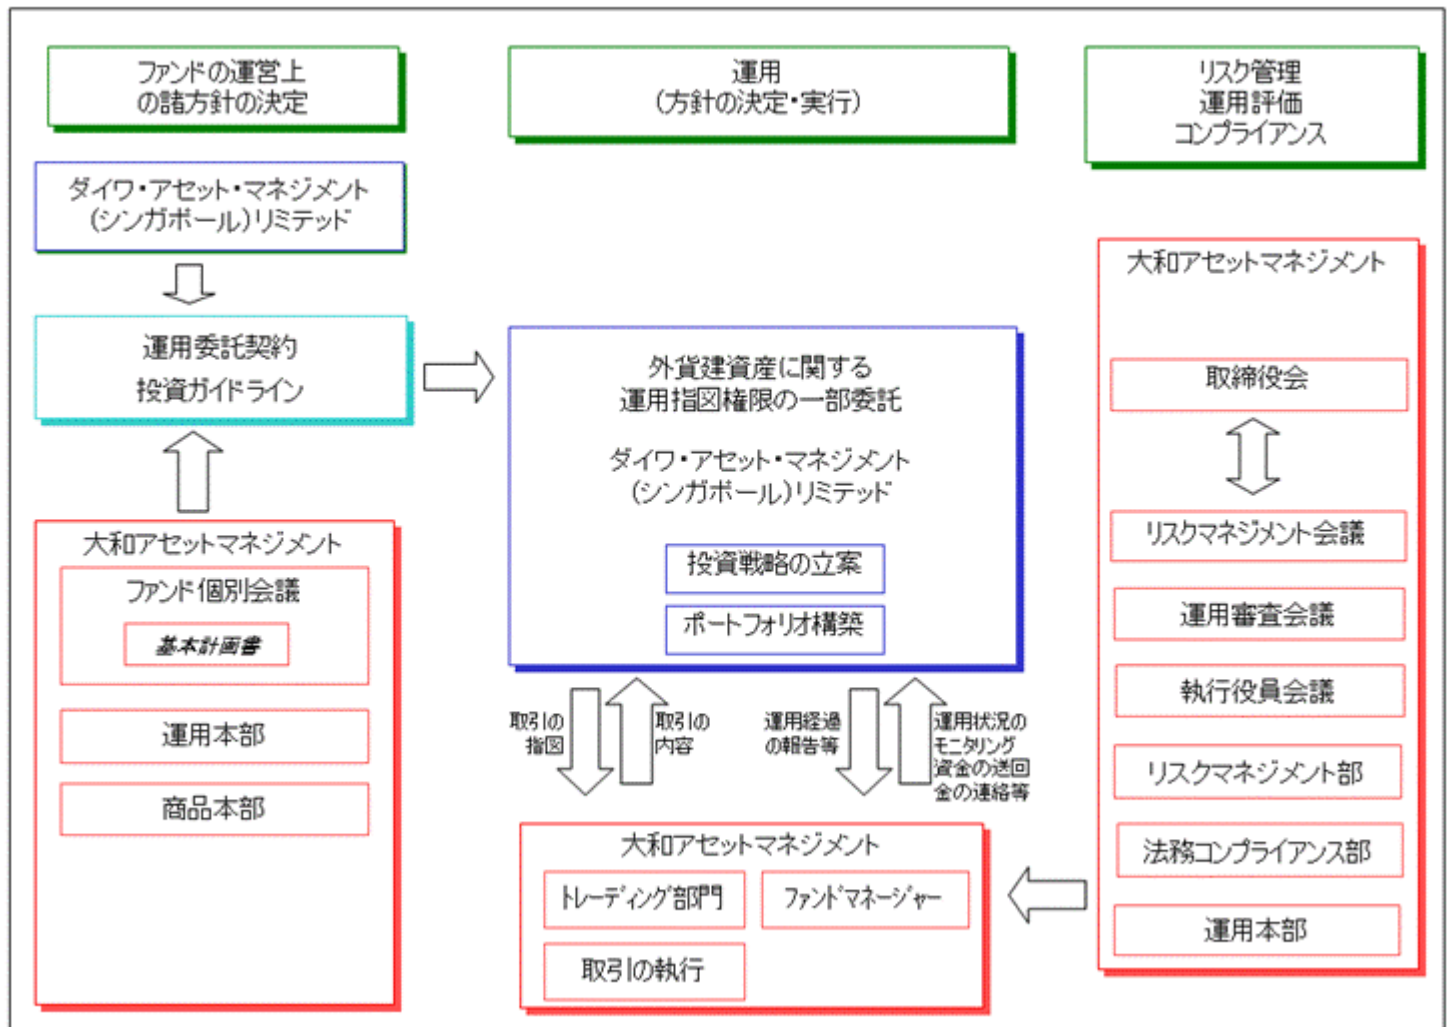 ファンドの運営上
の諸方針の決定
運用
(方針の決定・実行)
リスク管理
運用評価
コンプライアンス
ダイワ・アセット・マネジメント
(シンガポール)リミテッド
運用委託契約
投資ガイドライン
大和アセットマネジメント
ファンド個別会議
基本計画書
運用本部
商品本部
外貨建資産に関する
運用指図権限の一部委託
ダイワ・アセット・マネジメント
(シンガポール)リミテッド
投資戦略の立案
ポートフォリオ構築
取引の
指図
取引の
内容
運用経過
の報告等
運用状況の
モニタリング
資金の送回
金の連絡等
大和アセットマネジメント
トレーディング部門
ファンドマネージャー
取引の執行
大和アセットマネジメント
取締役会
リスクマネジメント会議
運用審査会議
執行役員会議
リスクマネジメント部
法務コンプライアンス部
運用本部